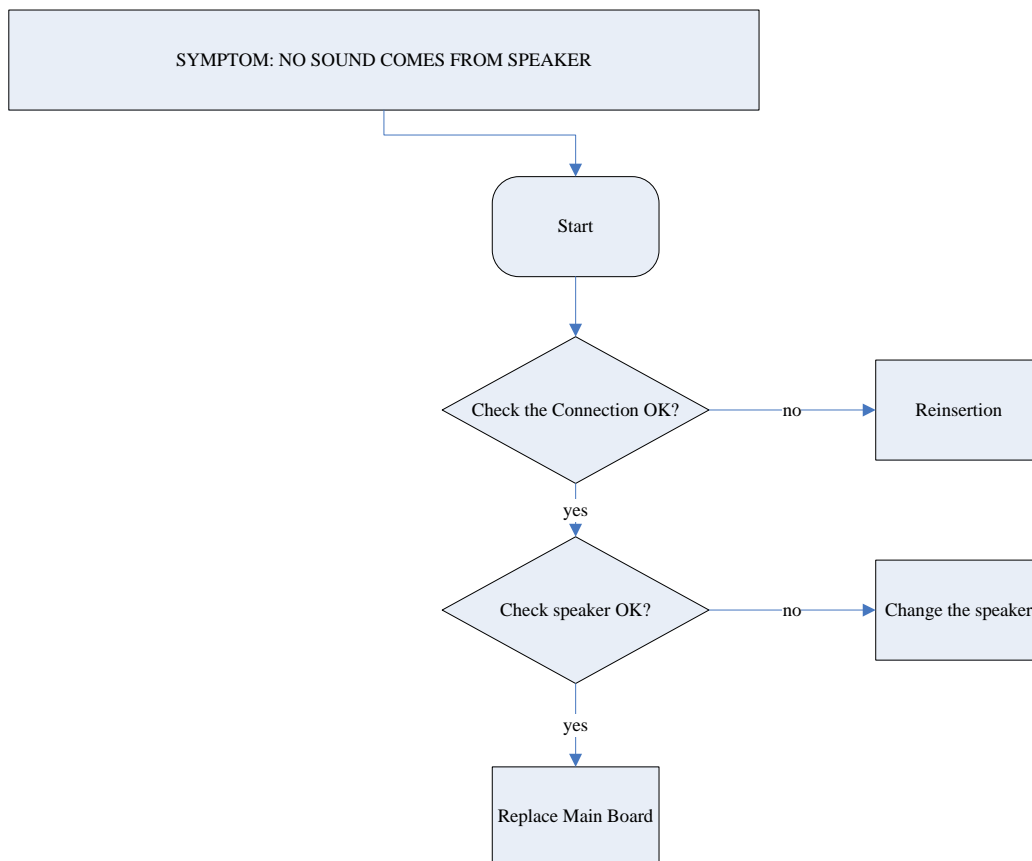 SYMPTOM: NO SOUND COMES FROM SPEAKER
Start
Check the Connection OK?
no
Reinsertion
yes
Check speaker OK?
no
Change the speaker
yes
Replace Main Board